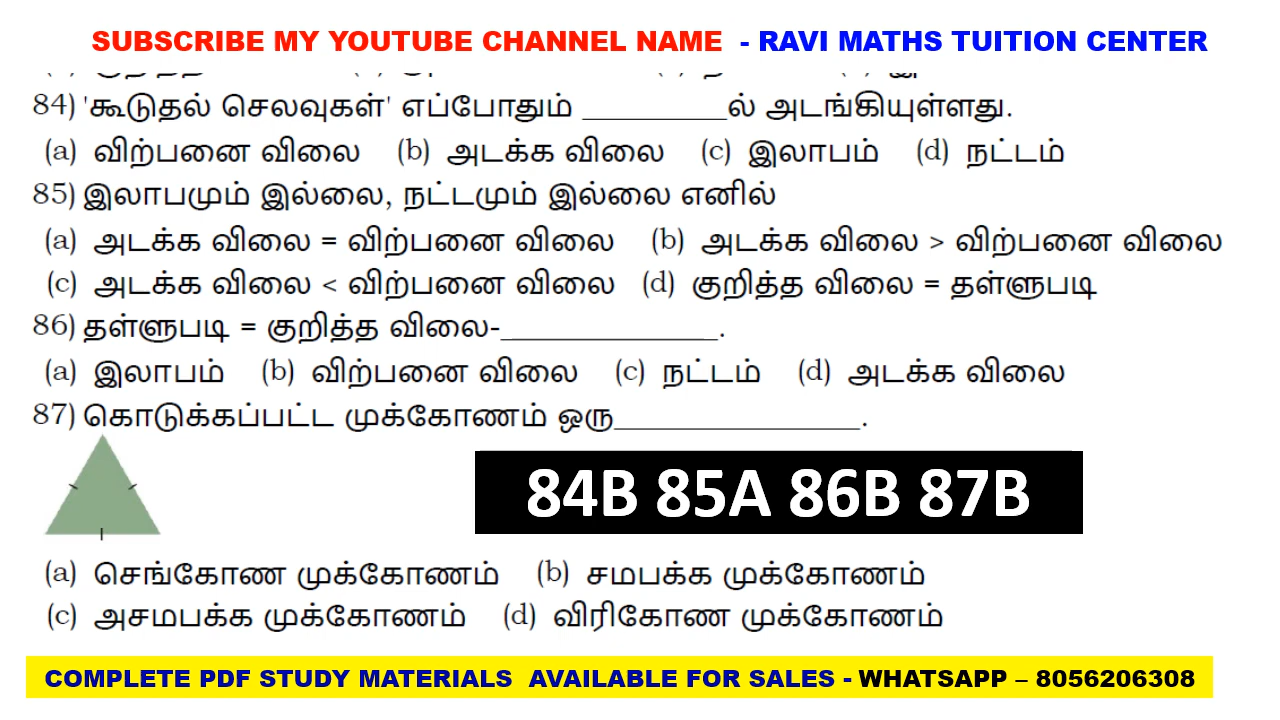 SUBSCRIBE MY YOUTUBE CHANNEL NAME - RAVI MATHS TUITION CENTER
84) 'கூடுதல் செலவுகள்' எப்போதும் __________ல் அடங்கியுள்ளது.
(a) விற்பனை விலை (b) அடக்க விலை (c) இலாபம் (d) நட்டம்
85) இலாபமும் இல்லை, நட்டமும் இல்லை எனில்
(a) அடக்க விலை = விற்பனை விலை (b) அடக்க விலை > விற்பனை விலை
(c) அடக்க விலை < விற்பனை விலை (d) குறித்த விலை = தள்ளுபடி
86) தள்ளுபடி = குறித்த விலை-_______________.
(a) இலாபம் (b) விற்பனை விலை (c) நட்டம் (d) அடக்க விலை
87) கொடுக்கப்பட்ட முக்கோணம் ஒரு_________________.
84B 85A 86B 87B
(a) செங்கோண முக்கோணம் (b) சமபக்க முக்கோணம்
(c) அசமபக்க முக்கோணம் (d) விரிகோண முக்கோணம்
COMPLETE PDF STUDY MATERIALS AVAILABLE FOR SALES - WHATSAPP – 8056206308